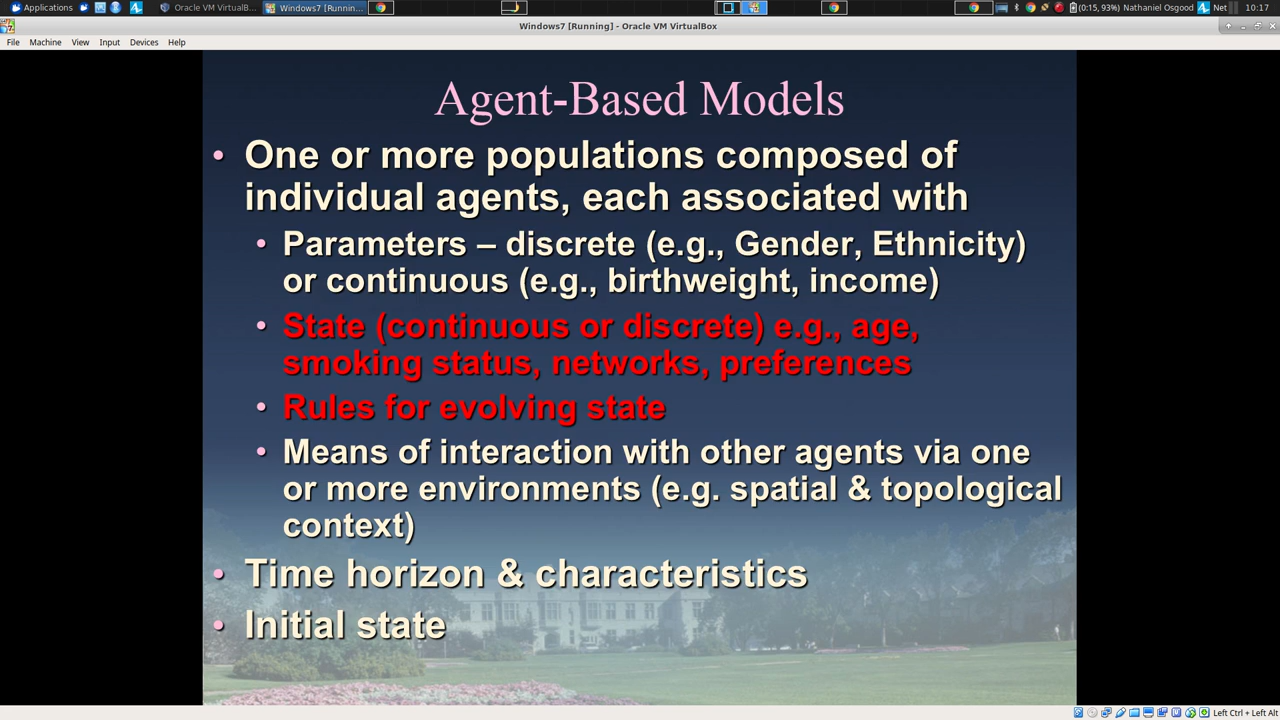 Applications
Oracle VM VirtualB...
Windows7 [Runnin...
(0:15, 93%) Nathaniel Osgood
Net
10:17
Windows7 [Running] - Oracle VM VirtualBox
File Machine View Input Devices Help
Agent-Based Models
• One or more populations composed of
individual agents, each associated with
• Parameters – discrete (e.g., Gender, Ethnicity)
or continuous (e.g., birthweight, income)
• State (continuous or discrete) e.g., age,
smoking status, networks, preferences
• Rules for evolving state
• Means of interaction with other agents via one
or more environments (e.g. spatial & topological
context)
• Time horizon & characteristics
• Initial state
Left Ctrl + Left Alt